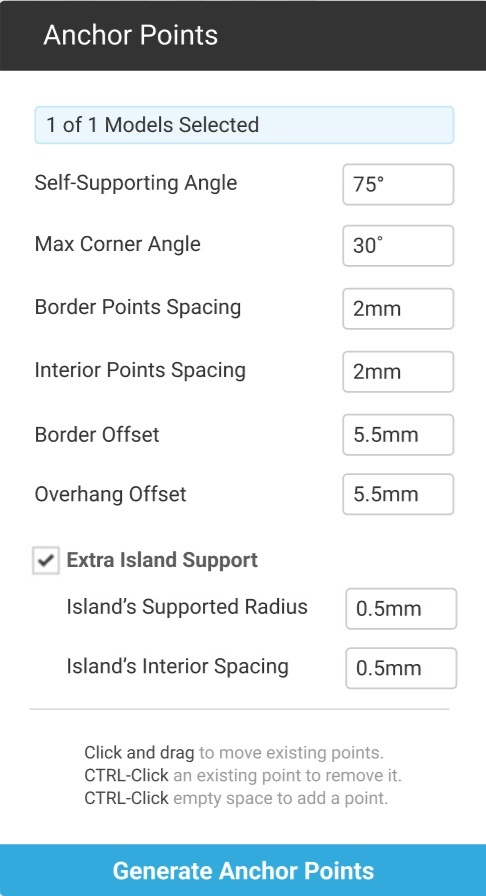 Anchor Points
1 of 1 Models Selected
Self-Supporting Angle 75°
Max Corner Angle 30°
Border Points Spacing 2mm
Interior Points Spacing 2mm
Border Offset 5.5mm
Overhang Offset 5.5mm
Extra Island Support
Island’s Supported Radius 0.5mm
Island’s Interior Spacing 0.5mm
Click and drag to move existing points.
CTRL-Click an existing point to remove it.
CTRL-Click empty space to add a point.
Generate Anchor Points